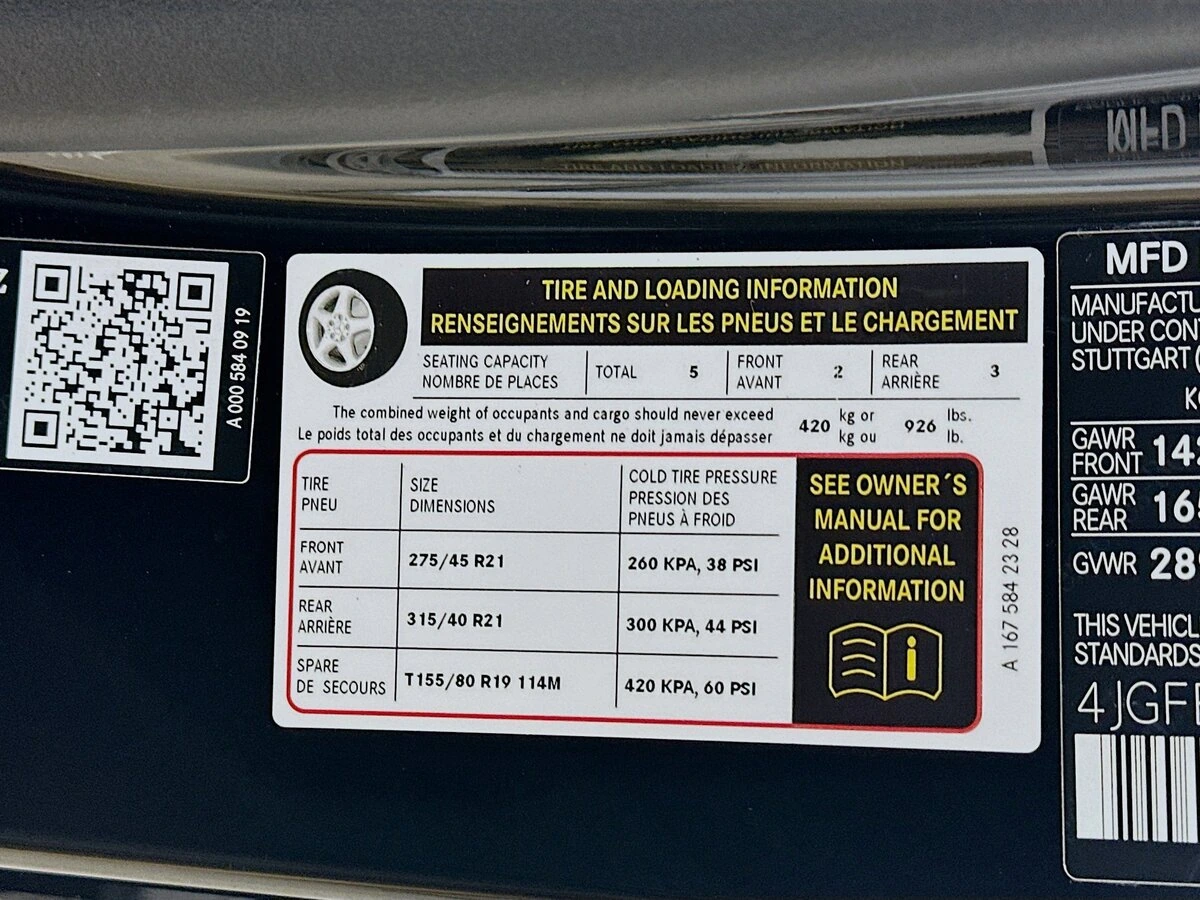 A 000 584 09 19
TIRE AND LOADING INFORMATION
RENSEIGNEMENTS SUR LES PNEUS ET LE CHARGEMENT
SEATING CAPACITY
NOMBRE DE PLACES
TOTAL 5
FRONT
AVANT
2
REAR
ARRIÈRE
3
The combined weight of occupants and cargo should never exceed
Le poids total des occupants et du chargement ne doit jamais dépasser
420 kg or
kg ou
926 lbs.
lb.
TIRE
PNEU
SIZE
DIMENSIONS
COLD TIRE PRESSURE
PRESSION DES
PNEUS À FROID
FRONT
AVANT
275/45 R21
260 KPA, 38 PSI
REAR
ARRIÈRE
315/40 R21
300 KPA, 44 PSI
SPARE
DE SECOURS
T155/80 R19 114M
420 KPA, 60 PSI
SEE OWNER´S
MANUAL FOR
ADDITIONAL
INFORMATION
A 167 584 23 28
MFD
UNDER
STUTTGART
GAWR
FRONT
GAWR
REAR
GVWR
THIS
STANDARDS